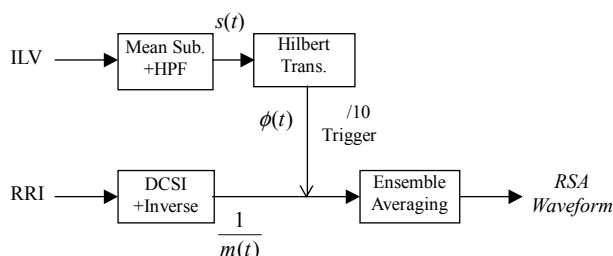 s(t)
ILV
Mean Sub.
+HPF
Hilbert
Trans.
ϕ(t)
/10
Trigger
RRI
DCSI
+Inverse
1
m(t)
Ensemble
Averaging
RSA
Waveform